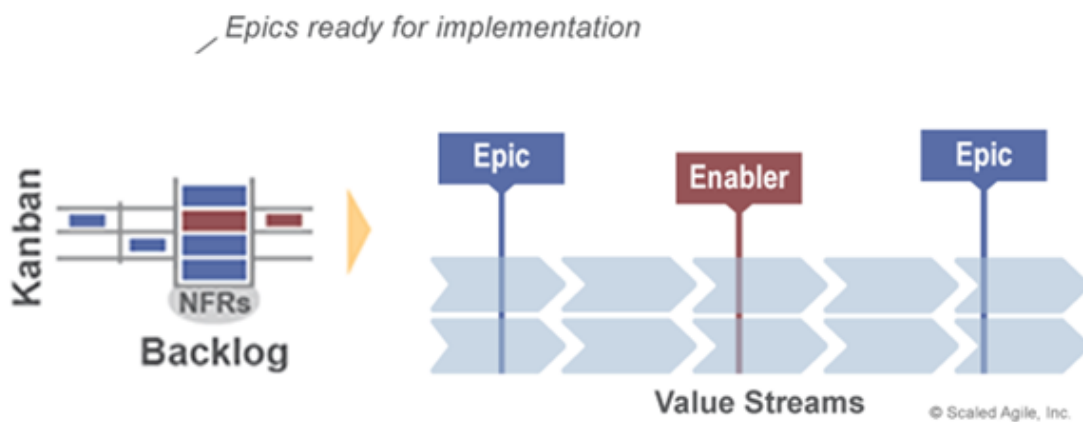 Epics ready for implementation
Kanban
NFRs
Backlog
Epic
Enabler
Epic
Value Streams
© Scaled Agile, Inc.